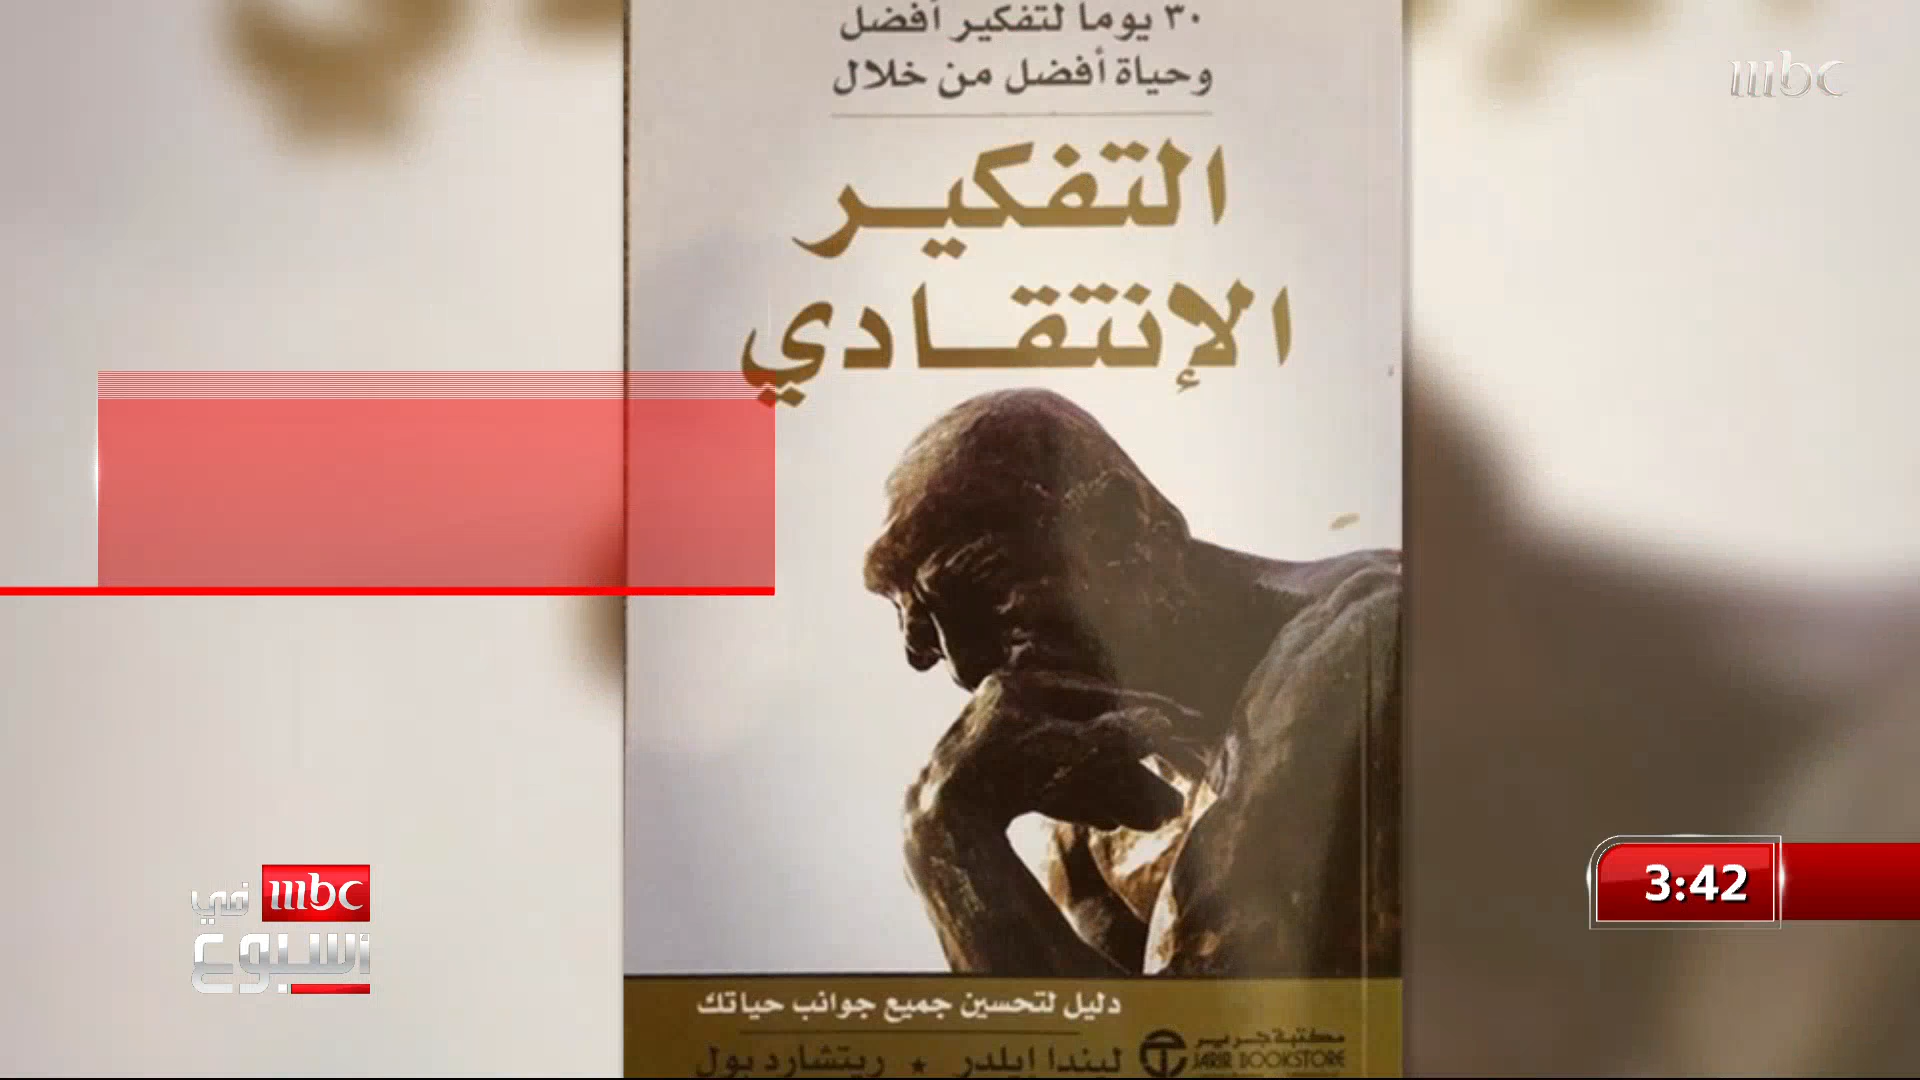 ٣٠ يوما لتفكير أفضل
وحياة أفضل من خلال
التفكير
الإنتقادي
دليل لتحسين جميع جوانب حياتك
ليندا إيلدر ★ ريتشارد بول
مكتبة جرير
JARIR BOOKSTORE
mbc
3:42
mbc في
أسبوع